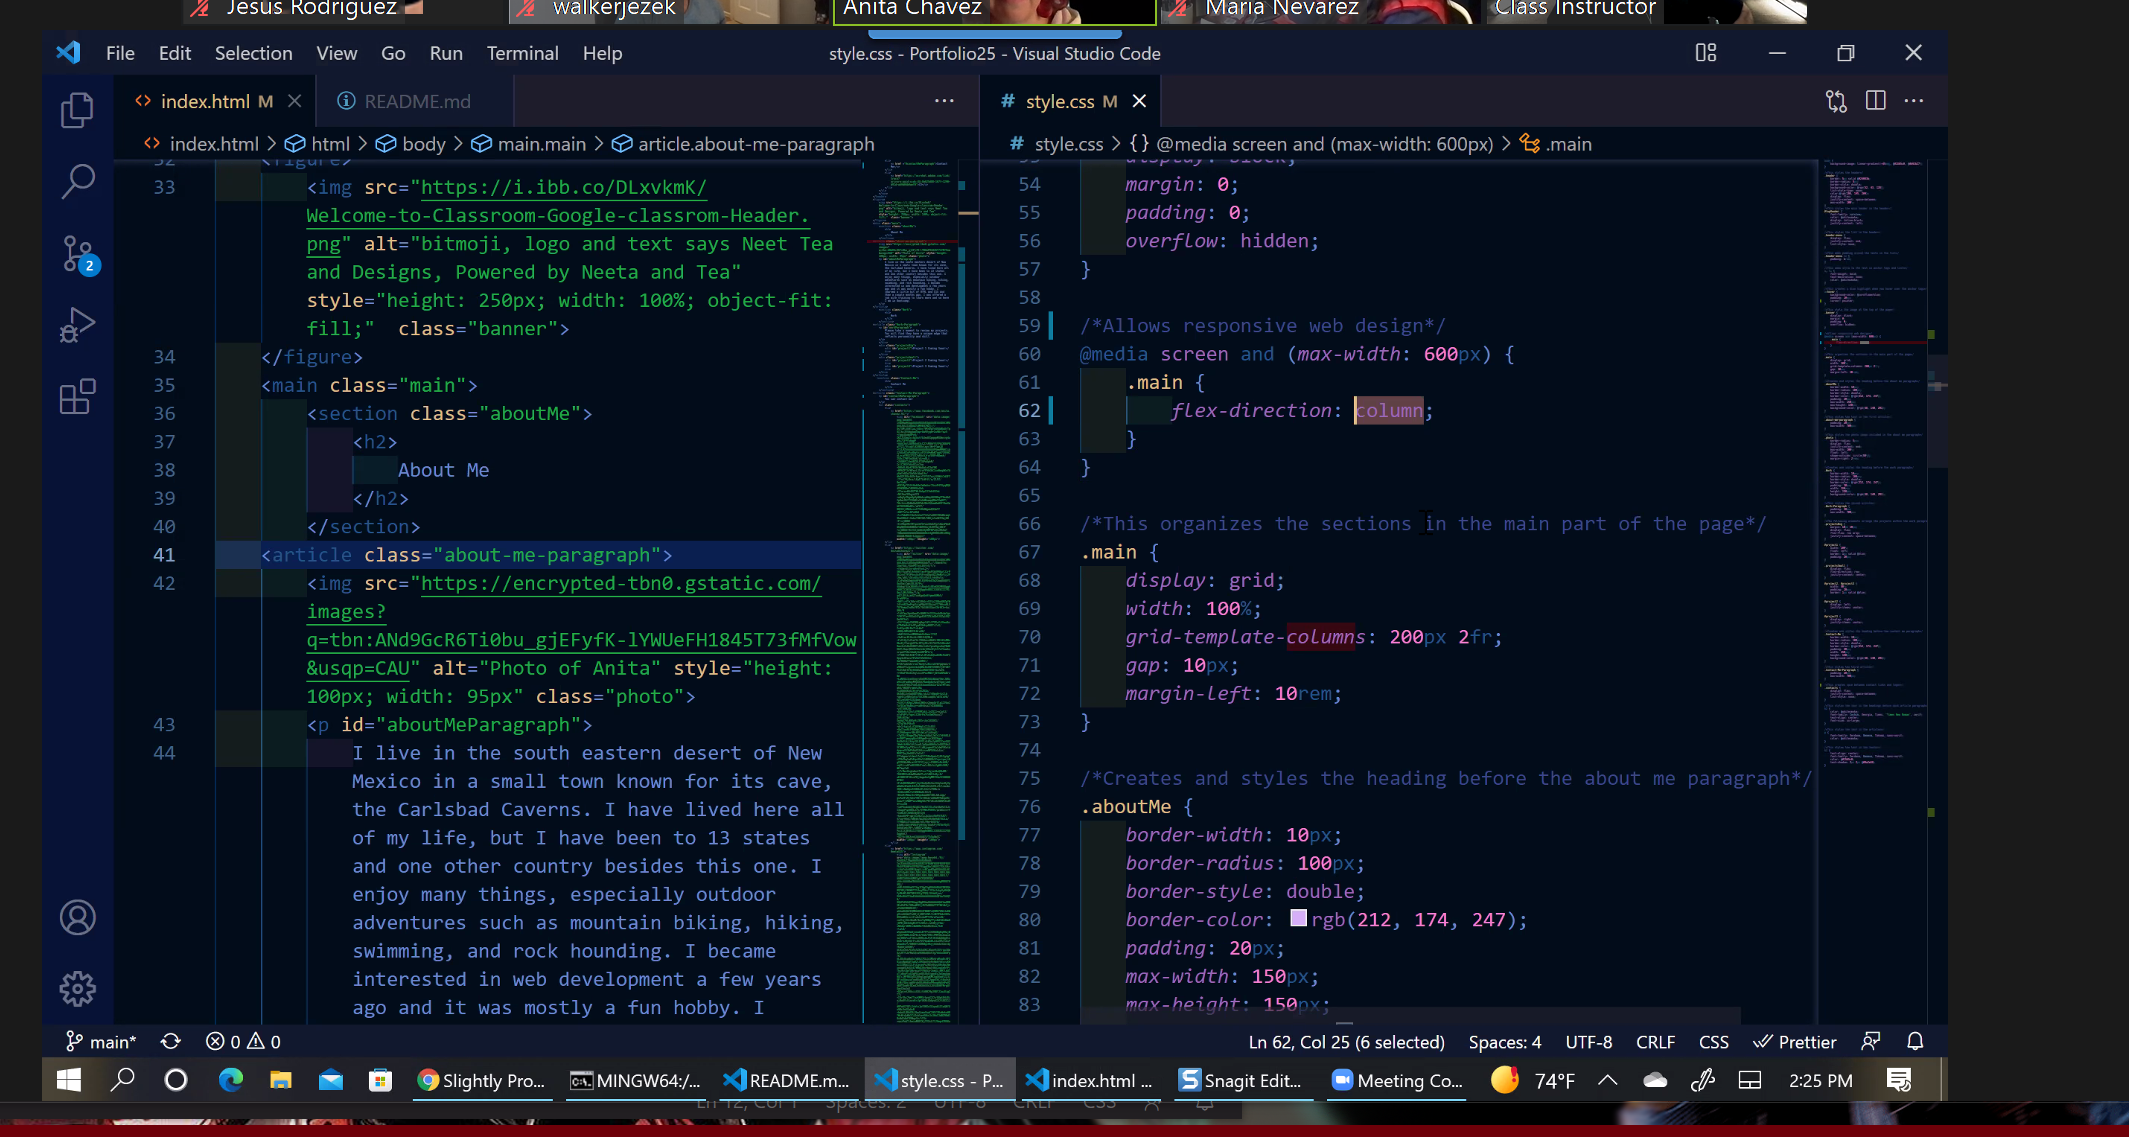 Jesus Rodriguez
walkerjezek
Anita Chavez
Maria Nevarez
Class Instructor
File Edit Selection View Go Run Terminal Help
style.css - Portfolio25 - Visual Studio Code
index.html M
README.md
style.css M
index.html > html > body > main.main > article.about-me-paragraph
style.css > {} @media screen and (max-width: 600px) > .main
32 <figure>
33 <img src="https://i.ibb.co/DLxvkmK/
Welcome-to-Classroom-Google-classrom-Header.
png" alt="bitmoji, logo and text says Neet Tea
and Designs, Powered by Neeta and Tea"
style="height: 250px; width: 100%; object-fit:
fill;" class="banner">
34 </figure>
35 <main class="main">
36 <section class="aboutMe">
37 <h2>
38 About Me
39 </h2>
40 </section>
41 <article class="about-me-paragraph">
42 <img src="https://encrypted-tbn0.gstatic.com/
images?
q=tbn:ANd9GcR6Ti0bu_gjEFyfK-lYWUeFH1845T73fMfVow
&usqp=CAU" alt="Photo of Anita" style="height:
100px; width: 95px" class="photo">
43 <p id="aboutMeParagraph">
44 I live in the south eastern desert of New
Mexico in a small town known for its cave,
the Carlsbad Caverns. I have lived here all
of my life, but I have been to 13 states
and one other country besides this one. I
enjoy many things, especially outdoor
adventures such as mountain biking, hiking,
swimming, and rock hounding. I became
interested in web development a few years
ago and it was mostly a fun hobby. I
53 display: block;
54 margin: 0;
55 padding: 0;
56 overflow: hidden;
57 }
58
59 /*Allows responsive web design*/
60 @media screen and (max-width: 600px) {
61 .main {
62 flex-direction: column;
63 }
64 }
65
66 /*This organizes the sections in the main part of the page*/
67 .main {
68 display: grid;
69 width: 100%;
70 grid-template-columns: 200px 2fr;
71 gap: 10px;
72 margin-left: 10rem;
73 }
74
75 /*Creates and styles the heading before the about me paragraph*/
76 .aboutMe {
77 border-width: 10px;
78 border-radius: 100px;
79 border-style: double;
80 border-color: rgb(212, 174, 247);
81 padding: 20px;
82 max-width: 150px;
83 max-height: 150px;
2
main* 0 0
Ln 62, Col 25 (6 selected) Spaces: 4 UTF-8 CRLF CSS Prettier
Slightly Pro... MINGW64:/... README.m... style.css - P... index.html ... Snagit Edit... Meeting Co... 74°F 2:25 PM
Ln 12, Col 1 Spaces: 2 UTF-8 CRLF CSS